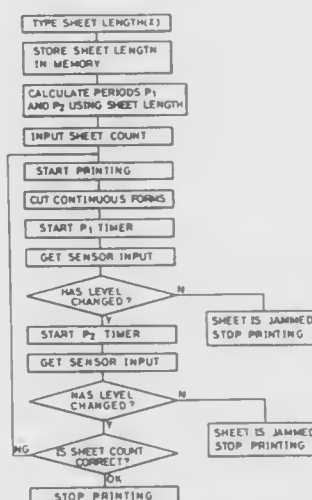 TYPE SHEET LENGTH(X)
STORE SHEET LENGTH
IN MEMORY
CALCULATE PERIODS P1
AND P2 USING SHEET LENGTH
INPUT SHEET COUNT
START PRINTING
CUT CONTINUOUS FORMS
START P1 TIMER
GET SENSOR INPUT
HAS LEVEL
CHANGED?
N
Y
SHEET IS JAMMED
STOP PRINTING
START P2 TIMER
GET SENSOR INPUT
HAS LEVEL
CHANGED?
N
Y
SHEET IS JAMMED
STOP PRINTING
NG
IS SHEET COUNT
CORRECT?
OK
STOP PRINTING